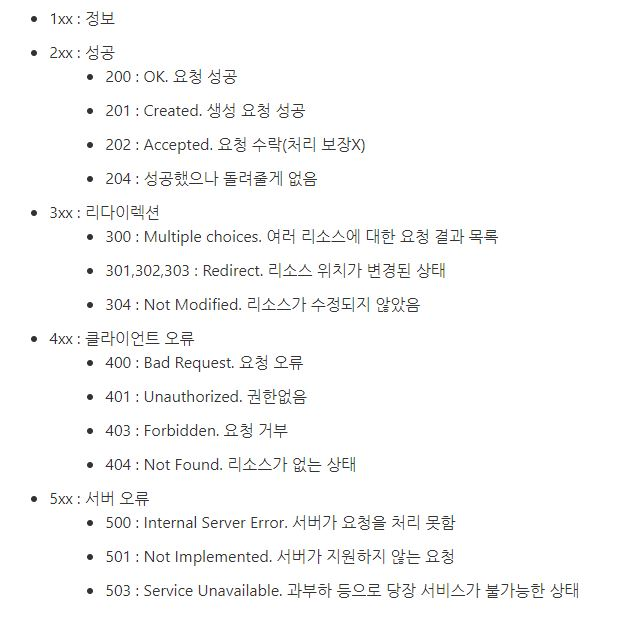 1xx : 정보
2xx : 성공
200 : OK. 요청 성공
201 : Created. 생성 요청 성공
202 : Accepted. 요청 수락(처리 보장X)
204 : 성공했으나 돌려줄게 없음
3xx : 리다이렉션
300 : Multiple choices. 여러 리소스에 대한 요청 결과 목록
301,302,303 : Redirect. 리소스 위치가 변경된 상태
304 : Not Modified. 리소스가 수정되지 않았음
4xx : 클라이언트 오류
400 : Bad Request. 요청 오류
401 : Unauthorized. 권한없음
403 : Forbidden. 요청 거부
404 : Not Found. 리소스가 없는 상태
5xx : 서버 오류
500 : Internal Server Error. 서버가 요청을 처리 못함
501 : Not Implemented. 서버가 지원하지 않는 요청
503 : Service Unavailable. 과부하 등으로 당장 서비스가 불가능한 상태